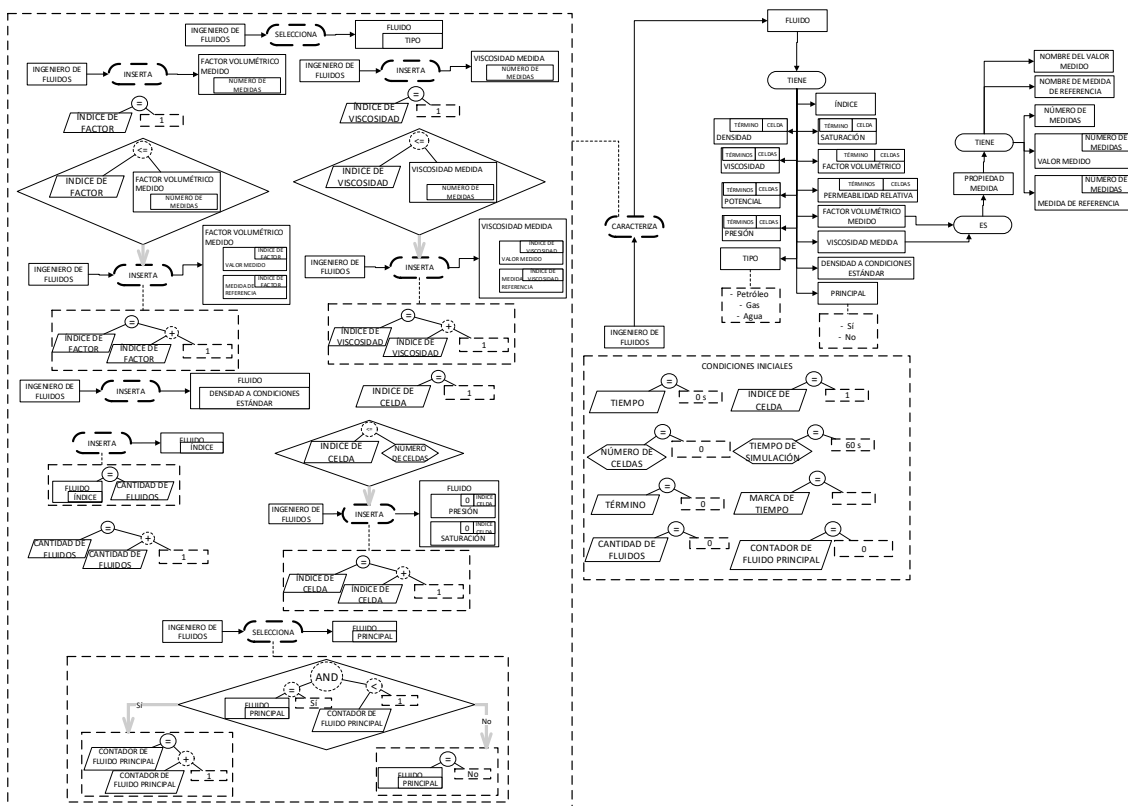 INGENIERO DE
FLUIDOS
SELECCIONA
FLUIDO
TIPO
INGENIERO DE
FLUIDOS
INSERTA
FACTOR VOLUMÉTRICO
MEDIDO
NÚMERO DE
MEDIDAS
INGENIERO DE
FLUIDOS
INSERTA
VISCOSIDAD MEDIDA
NÚMERO DE
MEDIDAS
=
ÍNDICE DE
FACTOR
1
=
ÍNDICE DE
VISCOSIDAD
1
<=
ÍNDICE DE
FACTOR
FACTOR VOLUMÉTRICO
MEDIDO
NÚMERO DE
MEDIDAS
<=
ÍNDICE DE
VISCOSIDAD
VISCOSIDAD MEDIDA
NÚMERO DE
MEDIDAS
INGENIERO DE
FLUIDOS
INSERTA
FACTOR VOLUMÉTRICO
MEDIDO
ÍNDICE DE
FACTOR
VALOR MEDIDO
MEDIDA DE
REFERENCIA
ÍNDICE DE
FACTOR
INGENIERO DE
FLUIDOS
INSERTA
VISCOSIDAD MEDIDA
ÍNDICE DE
VISCOSIDAD
VALOR MEDIDO
MEDIDA
REFERENCIA
ÍNDICE DE
VISCOSIDAD
=
ÍNDICE DE
FACTOR
+
ÍNDICE DE
FACTOR
1
=
ÍNDICE DE
VISCOSIDAD
+
ÍNDICE DE
VISCOSIDAD
1
INGENIERO DE
FLUIDOS
INSERTA
FLUIDO
DENSIDAD A CONDICIONES
ESTÁNDAR
=
ÍNDICE DE
CELDA
1
INSERTA
FLUIDO
ÍNDICE
=
FLUIDO
ÍNDICE
CANTIDAD DE
FLUIDOS
<=
ÍNDICE DE
CELDA
NÚMERO
DE CELDAS
INGENIERO DE
FLUIDOS
INSERTA
FLUIDO
0
ÍNDICE
CELDA
PRESIÓN
0
ÍNDICE
CELDA
SATURACIÓN
=
CANTIDAD DE
FLUIDOS
+
CANTIDAD DE
FLUIDOS
1
=
ÍNDICE DE
CELDA
+
ÍNDICE DE
CELDA
1
INGENIERO DE
FLUIDOS
SELECCIONA
FLUIDO
PRINCIPAL
AND
=
FLUIDO
PRINCIPAL
Sí
<
CONTADOR DE
FLUIDO PRINCIPAL
1
Sí
No
=
CONTADOR DE
FLUIDO PRINCIPAL
+
CONTADOR DE
FLUIDO PRINCIPAL
1
=
FLUIDO
PRINCIPAL
No
FLUIDO
TIENE
ÍNDICE
TÉRMINO CELDA
DENSIDAD
TÉRMINO CELDA
SATURACIÓN
TÉRMINOS CELDAS
VISCOSIDAD
TÉRMINO CELDAS
FACTOR VOLUMÉTRICO
TÉRMINOS CELDAS
POTENCIAL
TÉRMINOS CELDAS
PERMEABILIDAD RELATIVA
TÉRMINOS CELDAS
PRESIÓN
FACTOR VOLUMÉTRICO
MEDIDO
VISCOSIDAD MEDIDA
TIPO
DENSIDAD A CONDICIONES
ESTÁNDAR
- Petróleo
- Gas
- Agua
PRINCIPAL
- Sí
- No
CARACTERIZA
INGENIERO DE
FLUIDOS
ES
PROPIEDAD
MEDIDA
TIENE
NOMBRE DEL VALOR
MEDIDO
NOMBRE DE MEDIDA
DE REFERENCIA
NÚMERO DE
MEDIDAS
NÚMERO DE
MEDIDAS
VALOR MEDIDO
NÚMERO DE
MEDIDAS
MEDIDA DE REFERENCIA
CONDICIONES INICIALES
=
TIEMPO
0 s
=
ÍNDICE DE
CELDA
1
=
NÚMERO DE
CELDAS
0
=
TIEMPO DE
SIMULACIÓN
60 s
=
TÉRMINO
0
=
MARCA DE
TIEMPO
=
CANTIDAD DE
FLUIDOS
0
=
CONTADOR DE
FLUIDO PRINCIPAL
0